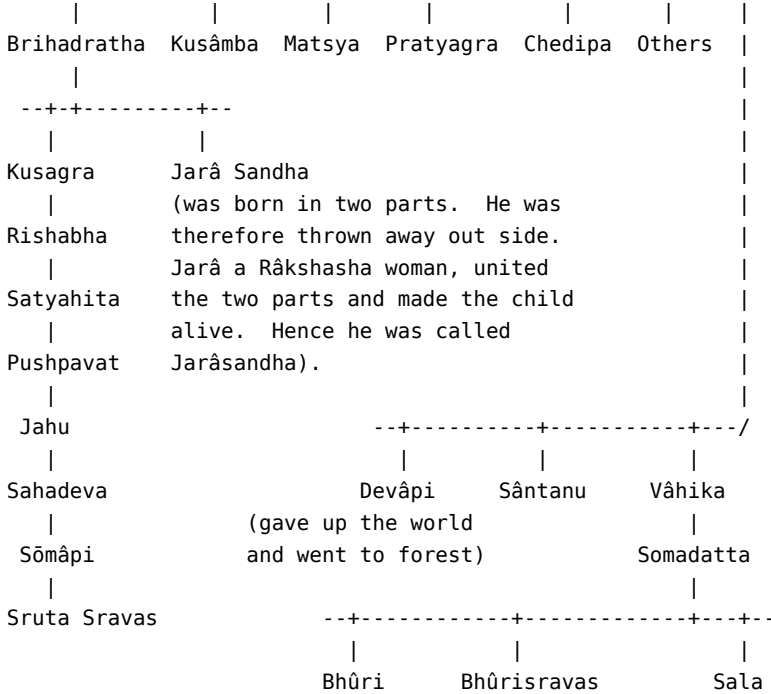 Brihadratha Kusâmba Matsya Pratyagra Chedipa Others
Kusagra Jarâ Sandha
(was born in two parts. He was
Rishabha therefore thrown away out side.
Jarâ a Râkshasha woman, united
Satyahita the two parts and made the child
alive. Hence he was called
Pushpavat Jarâsandha).
Jahu
Sahadeva Devâpi Sântanu Vâhika
(gave up the world
Sōmâpi and went to forest) Somadatta
Sruta Sravas
Bhûri Bhûrisravas Sala